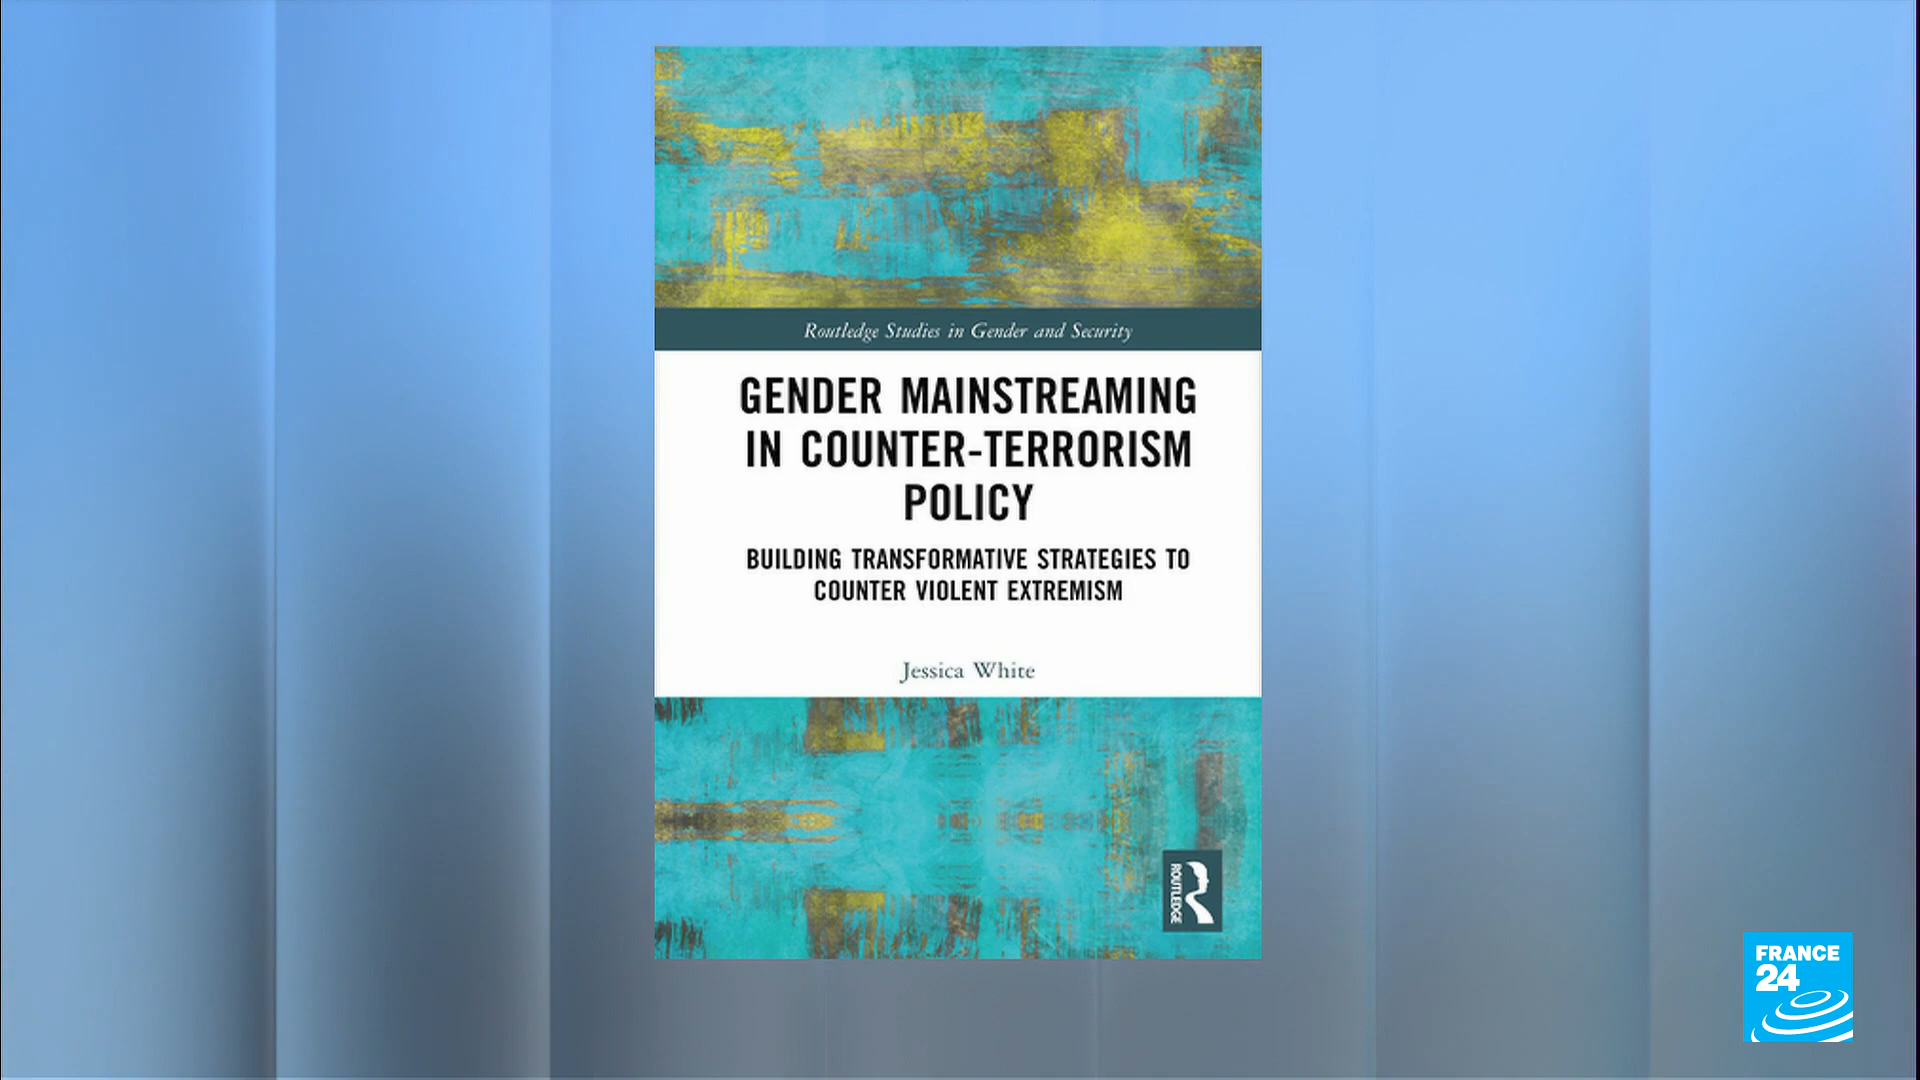 Routledge Studies in Gender and Security
GENDER MAINSTREAMING
IN COUNTER-TERRORISM
POLICY
BUILDING TRANSFORMATIVE STRATEGIES TO
COUNTER VIOLENT EXTREMISM
Jessica White
ROUTLEDGE
FRANCE
24